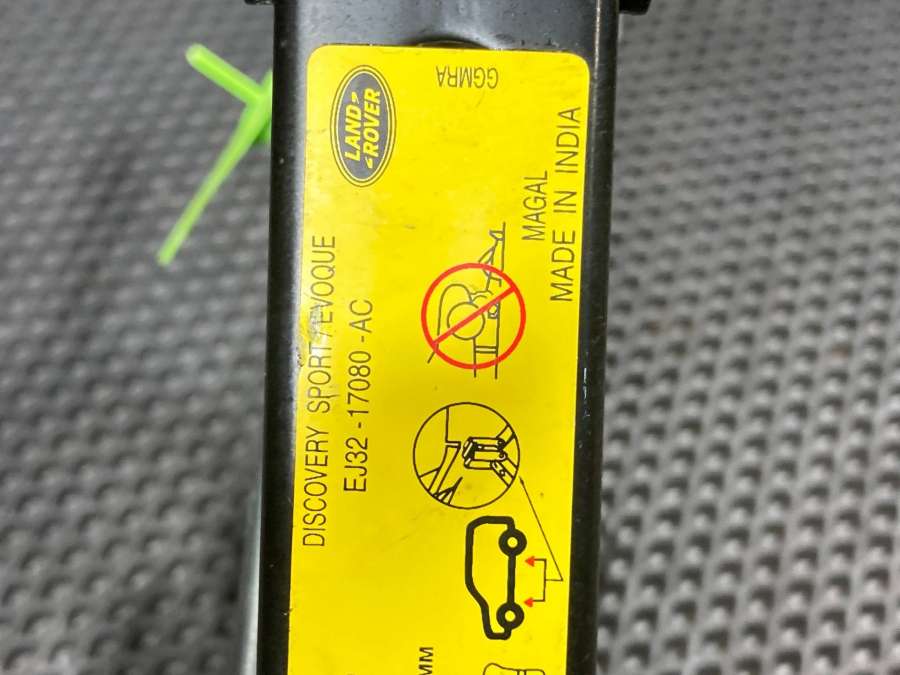 LAND
ROVER
DISCOVERY SPORT / EVOQUE
EJ32 -17080 -AC
GGMRA
MAGAL
MADE IN INDIA
MM